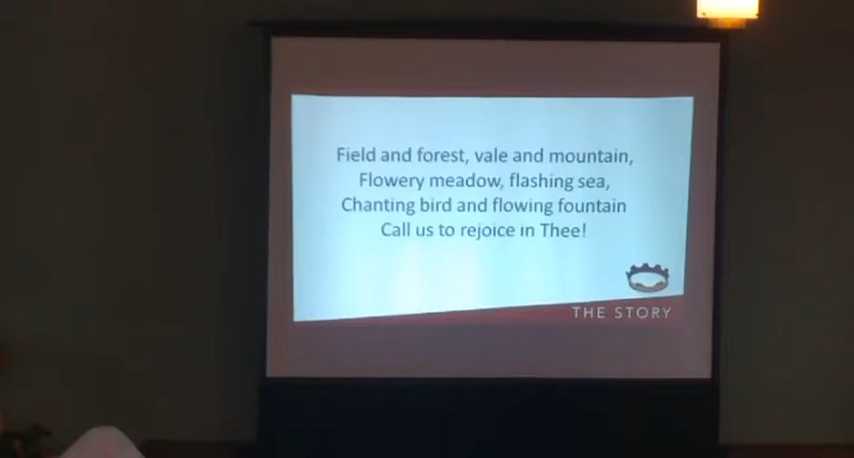 Field and forest, vale and mountain,
Flowery meadow, flashing sea,
Chanting bird and flowing fountain
Call us to rejoice in Thee!
THE STORY